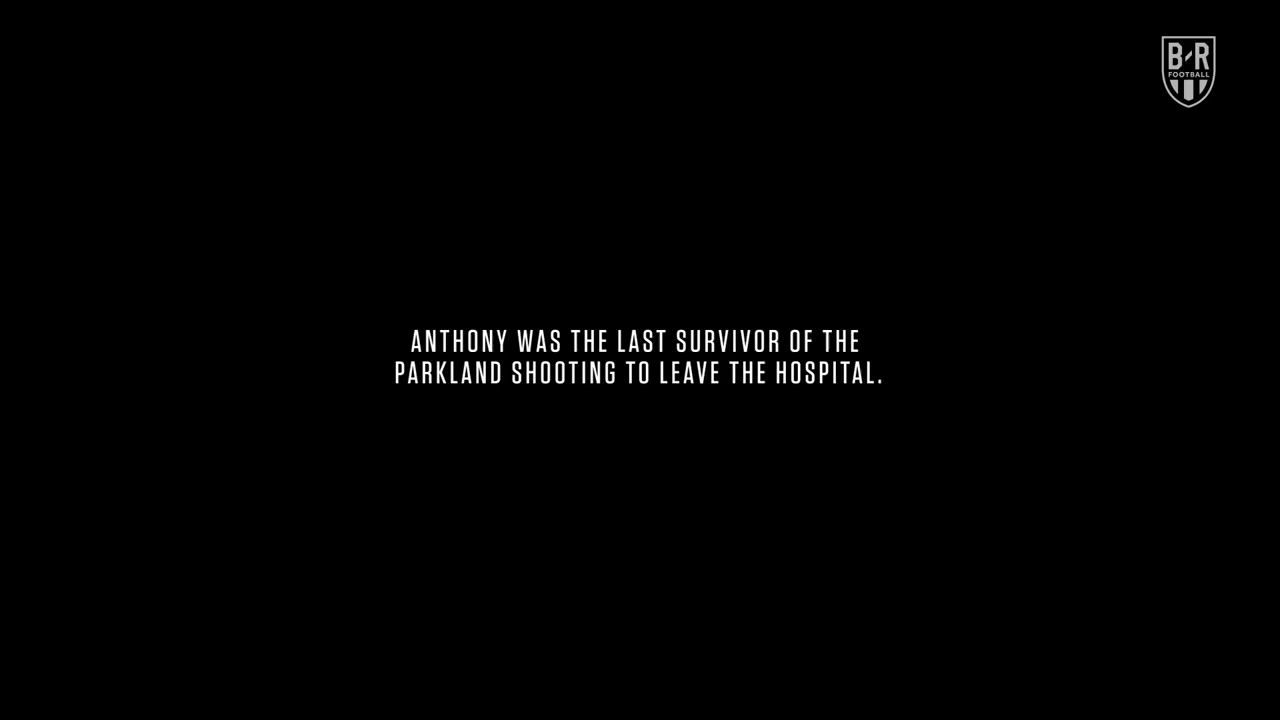 B R
FOOTBALL
ANTHONY WAS THE LAST SURVIVOR OF THE
PARKLAND SHOOTING TO LEAVE THE HOSPITAL.